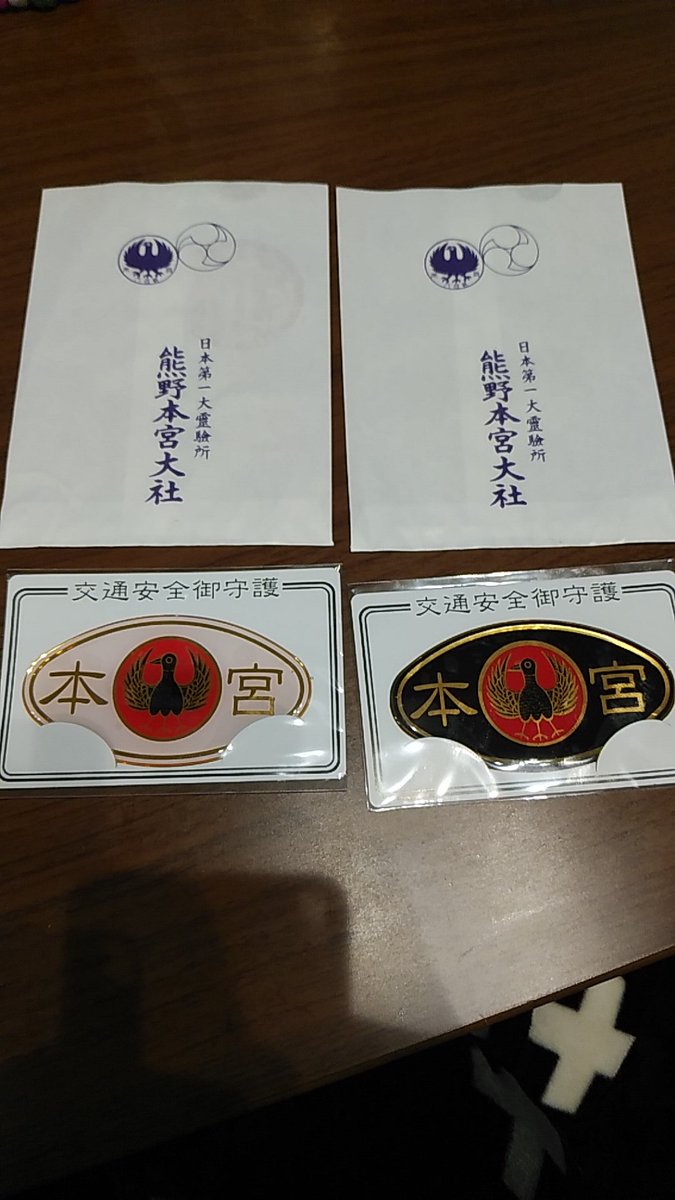 日本第一大霊驗所
熊野本宮大社
日本第一大霊驗所
熊野本宮大社
交通安全御守護
本宮
交通安全御守護
本宮